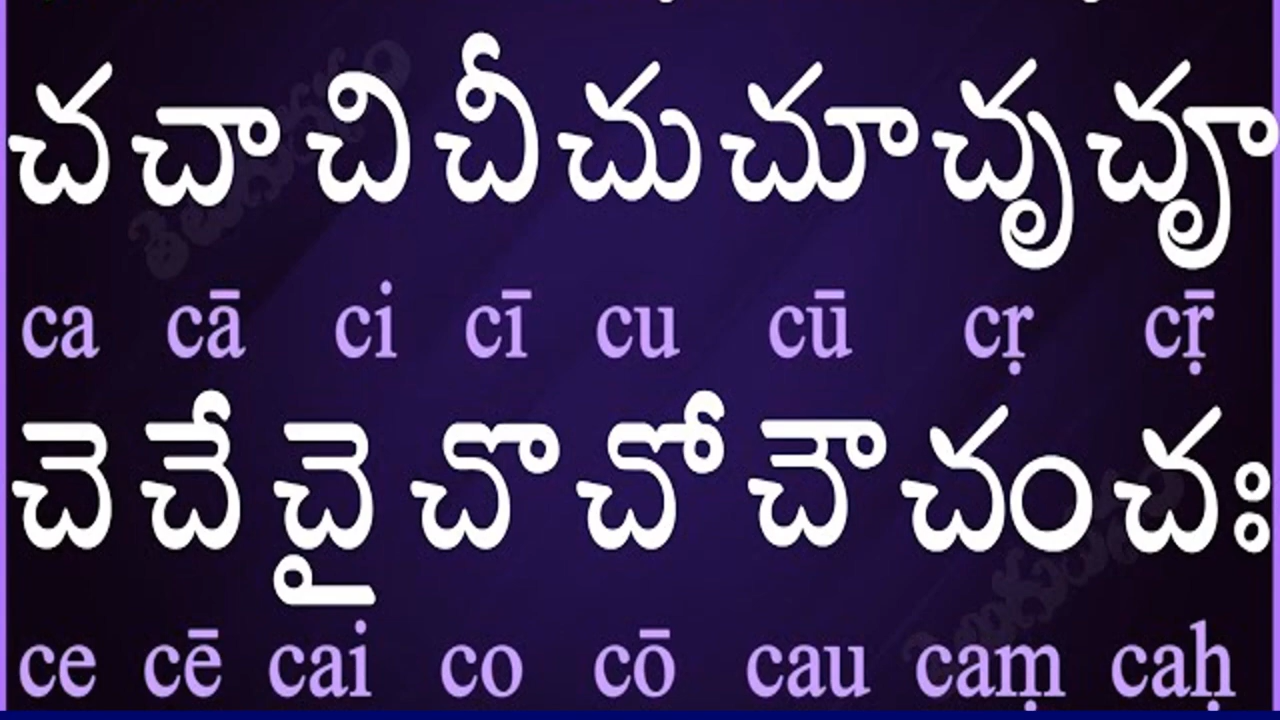 చ చా చి చీ చు చూ చృ చౄ
ca cā ci cī cu cū cṛ cṝ
చె చే చై చొ చో చౌ చం చః
ce cē cai co cō cau caṃ caḥ